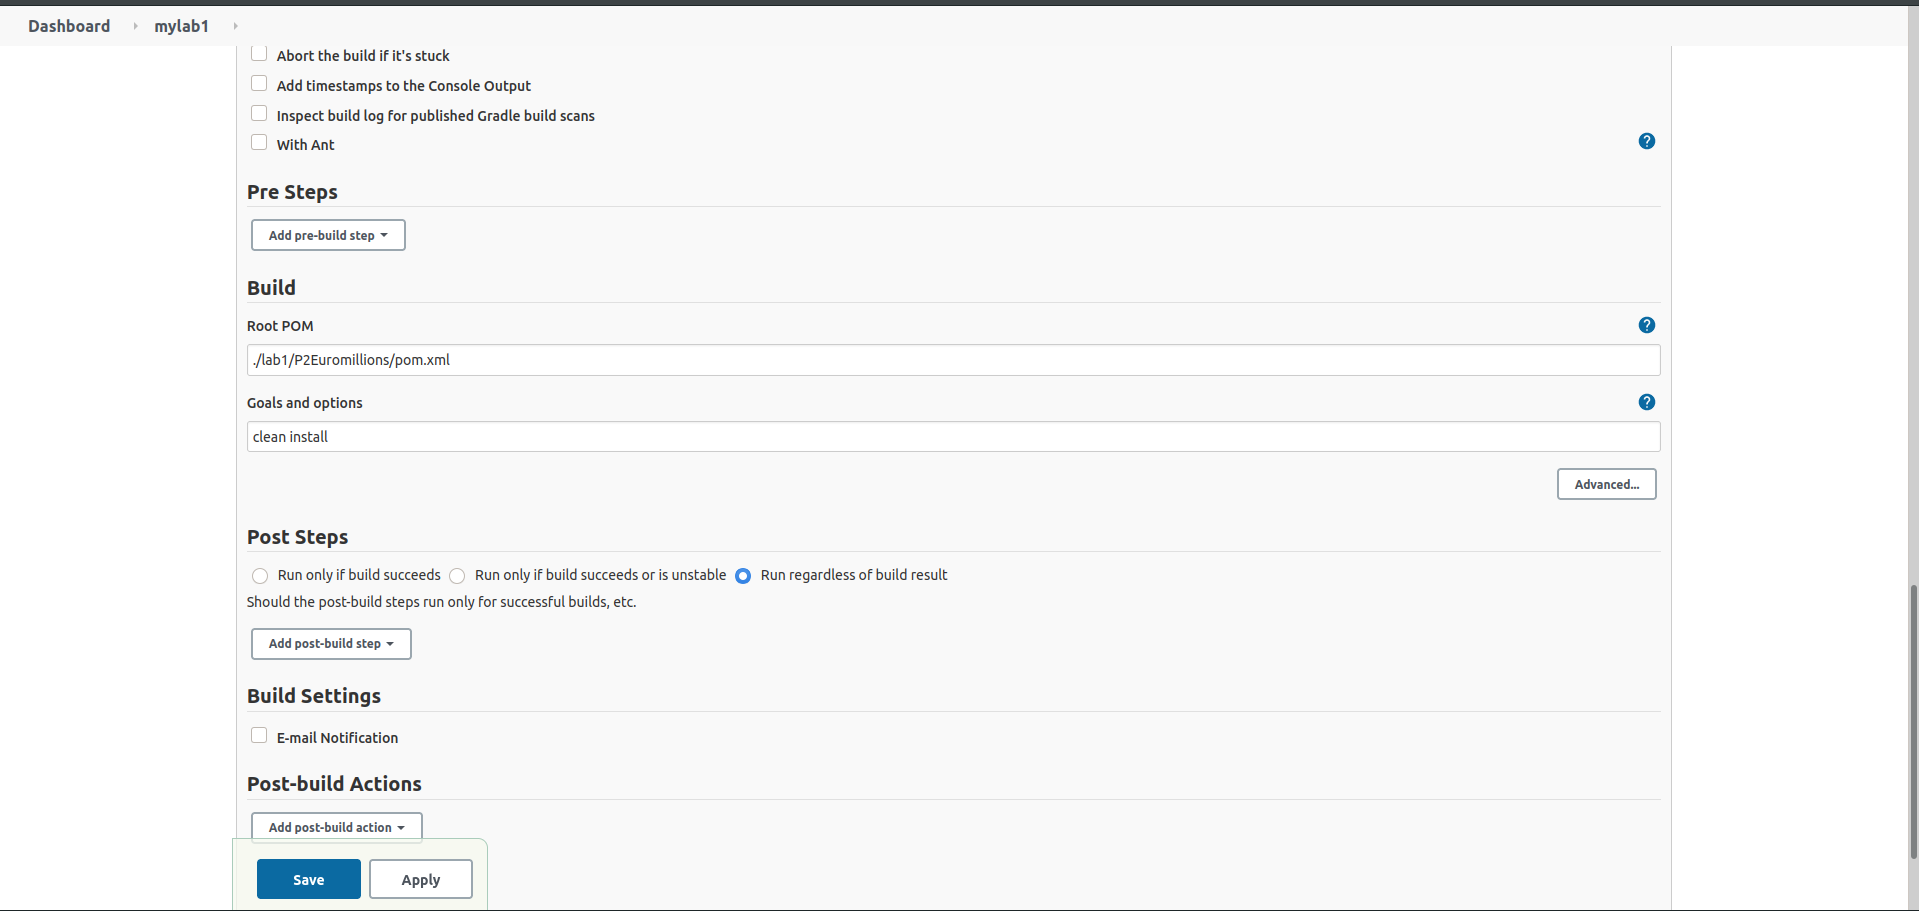 Dashboard mylab1
Abort the build if it's stuck
Add timestamps to the Console Output
Inspect build log for published Gradle build scans
With Ant
?
Pre Steps
Add pre-build step
Build
Root POM
?
./lab1/P2Euromillions/pom.xml
Goals and options
?
clean install
Advanced...
Post Steps
Run only if build succeeds Run only if build succeeds or is unstable Run regardless of build result
Should the post-build steps run only for successful builds, etc.
Add post-build step
Build Settings
E-mail Notification
Post-build Actions
Add post-build action
Save Apply